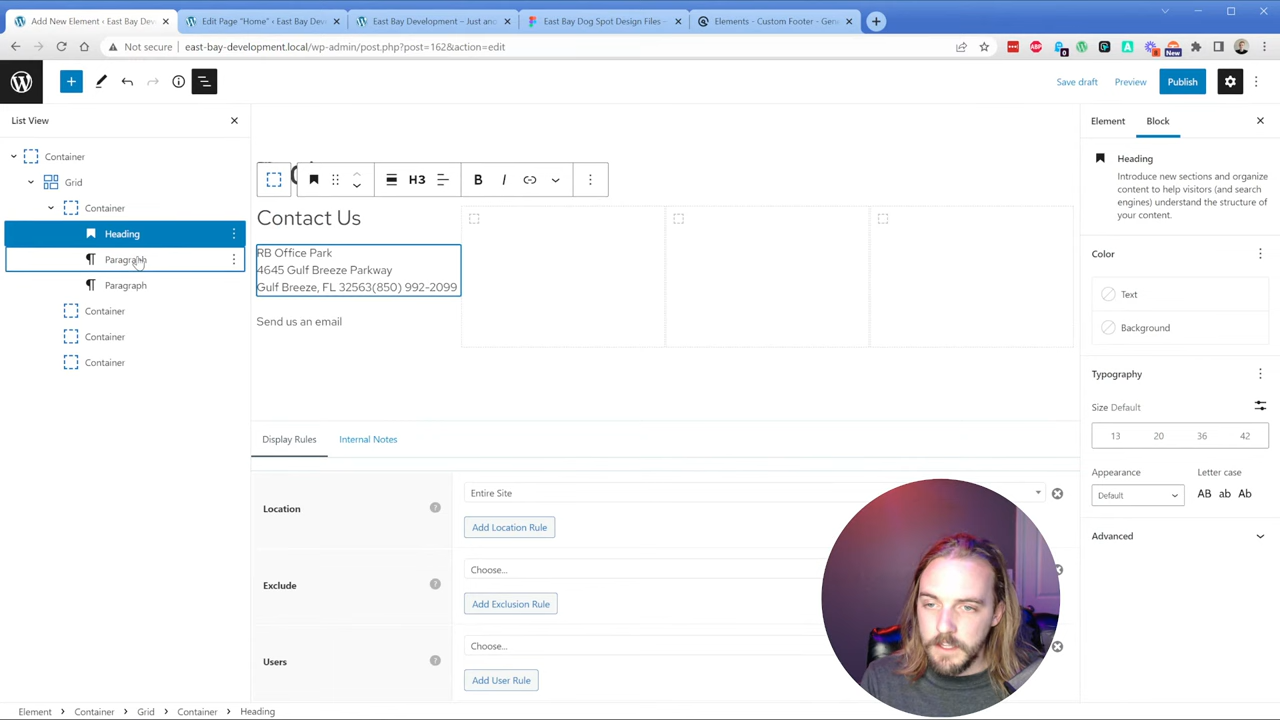 Add New Element ‹ East Bay Dev
Edit Page "Home" ‹ East Bay Deve
East Bay Development – Just ano
East Bay Dog Spot Design Files –
Elements - Custom Footer - Gene
Not secure
east-bay-development.local/wp-admin/post.php?post=162&action=edit
New
Save draft
Preview
Publish
List View
Container
Grid
Container
Heading
Paragraph
Paragraph
Container
Container
Container
H3
B
Contact Us
RB Office Park
4645 Gulf Breeze Parkway
Gulf Breeze, FL 32563(850) 992-2099
Send us an email
Display Rules
Internal Notes
Location
Entire Site
Add Location Rule
Exclude
Choose...
Add Exclusion Rule
Users
Choose...
Add User Rule
Element
Block
Heading
Introduce new sections and organize
content to help visitors (and search
engines) understand the structure of
your content.
Color
Text
Background
Typography
Size Default
13 20 36 42
Appearance
Letter case
Default
AB ab Ab
Advanced
Element
Container
Grid
Container
Heading